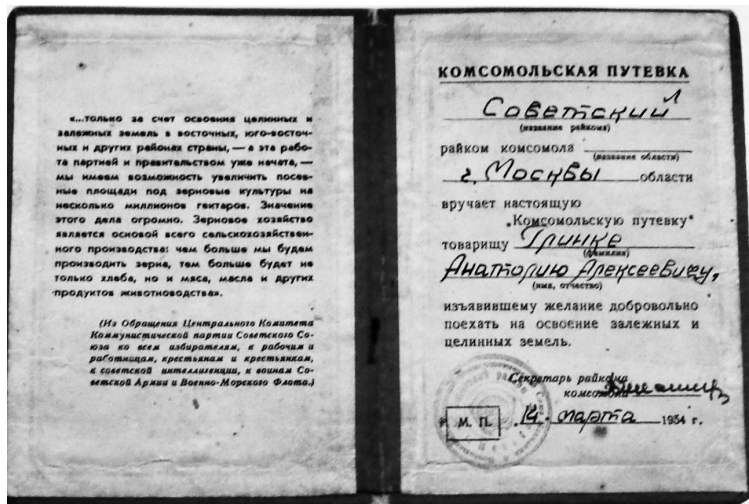 «...только за счет освоения целинных и
залежных земель в восточных, юго-восточ-
ных и других районах страны, — а эта рабо-
та партией и правительством уже начата, —
мы имеем возможность увеличить посев-
ные площади под зерновые культуры на
несколько миллионов гектаров. Значение
этого дела огромно. Зерновое хозяйство
является основой всего сельскохозяйствен-
ного производства: чем больше мы будем
производить зерна, тем больше будет не
только хлеба, но и мяса, масла и других
продуктов животноводства».
(Из Обращения Центрального Комитета
Коммунистической партии Советского Со-
юза ко всем избирателям, к рабочим и
работницам, крестьянам и крестьянкам,
к советской интеллигенции, к воинам Со-
ветской Армии и Военно-Морского Флота.)
КОМСОМОЛЬСКАЯ ПУТЕВКА
Советский
(название райкома)
райком комсомола
(название области)
г. Москвы области
вручает настоящую
„Комсомольскую путевку“
товарищу Гринке
(фамилия)
Анаторию Алексеевичу,
(имя, отчество)
изъявившему желание добровольно
поехать на освоение залежных и
целинных земель.
Секретарь райкома
комсомола
М. П. 14 марта 1954 г.